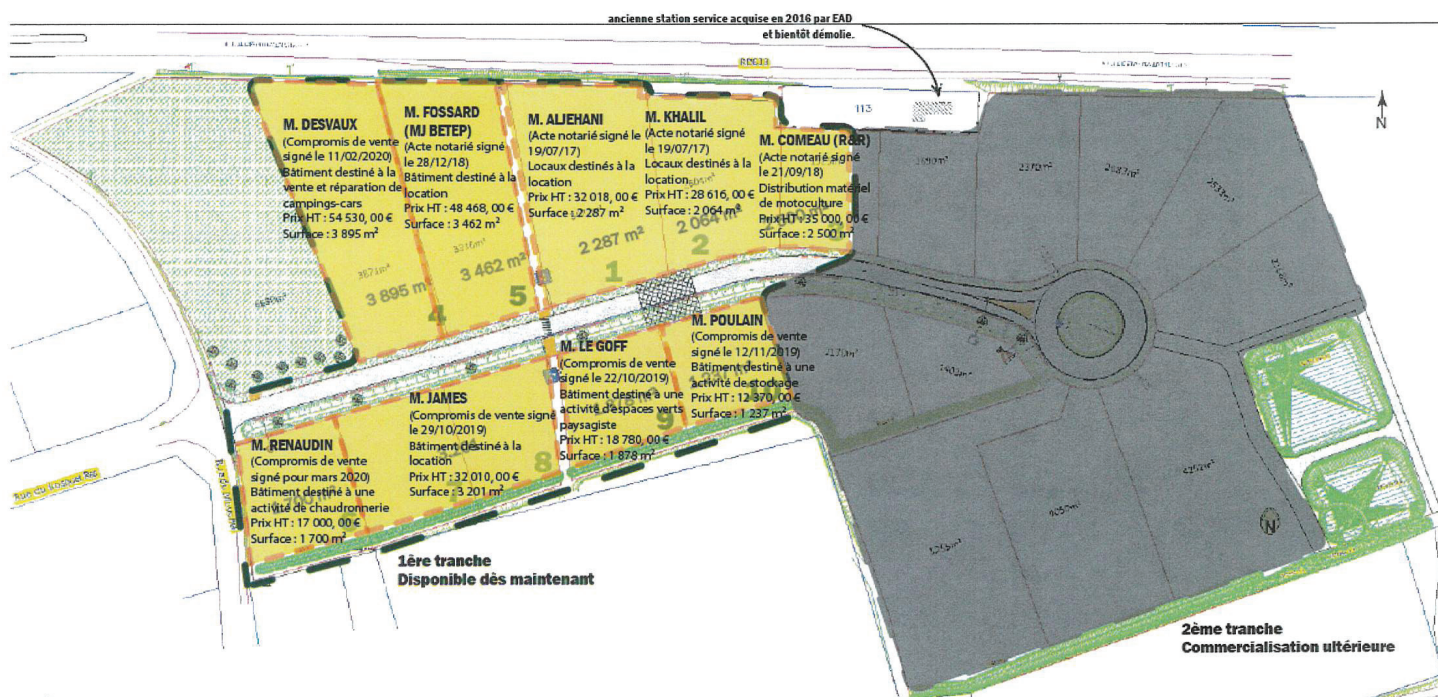 ancienne station service acquise en 2016 par EAD
et bientôt démolie.
113
N
M. DESVAUX
(Compromis de vente
signé le 11/02/2020)
Bâtiment destiné à la
vente et réparation de
campings-cars
Prix HT : 54 530, 00 €
Surface : 3 895 m²
3 895 m²
4
M. FOSSARD
(MJ BETEP)
(Acte notarié signé
le 28/12/18)
Bâtiment destiné à la
location
Prix HT : 48 468, 00 €
Surface : 3 462 m²
3 462 m²
5
M. ALJEHANI
(Acte notarié signé le
19/07/17)
Locaux destinés à la
location
Prix HT : 32 018, 00 €
Surface : 2 287 m²
2 287 m²
1
M. KHALIL
(Acte notarié signé
le 19/07/17)
Locaux destinés à la
location
Prix HT : 28 616, 00 €
Surface : 2 064 m²
2 064 m²
2
M. COMEAU (R&R)
(Acte notarié signé
le 21/09/18)
Distribution matériel
de motoculture
Prix HT : 35 000, 00 €
Surface : 2 500 m²
3
M. RENAUDIN
(Compromis de vente
signé pour mars 2020)
Bâtiment destiné à une
activité de chaudronnerie
Prix HT : 17 000, 00 €
Surface : 1 700 m²
6
M. JAMES
(Compromis de vente signé
le 29/10/2019)
Bâtiment destiné à la
location
Prix HT : 32 010, 00 €
Surface : 3 201 m²
7
8
M. LE GOFF
(Compromis de vente
signé le 22/10/2019)
Bâtiment destiné à une
activité d'espaces verts
paysagiste
Prix HT : 18 780, 00 €
Surface : 1 878 m²
9
M. POULAIN
(Compromis de vente
signé le 12/11/2019)
Bâtiment destiné à une
activité de stockage
Prix HT : 12 370, 00 €
Surface : 1 237 m²
10
1ère tranche
Disponible dès maintenant
N
2ème tranche
Commercialisation ultérieure